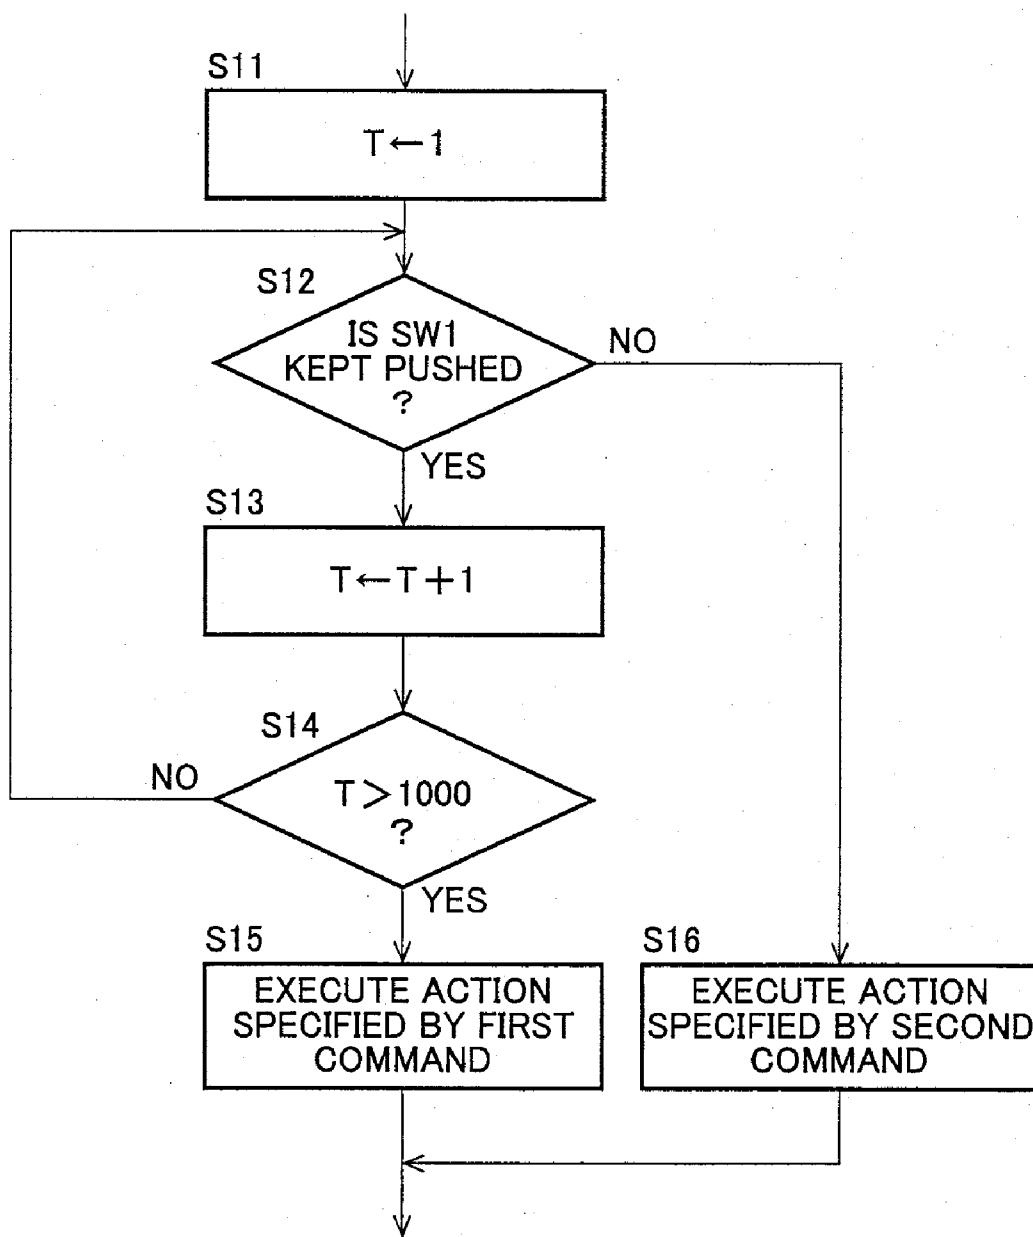 S11
T←1
S12
IS SW1
KEPT PUSHED
?
NO
YES
S13
T←T+1
S14
NO
T>1000
?
YES
S15
EXECUTE ACTION
SPECIFIED BY FIRST
COMMAND
S16
EXECUTE ACTION
SPECIFIED BY SECOND
COMMAND